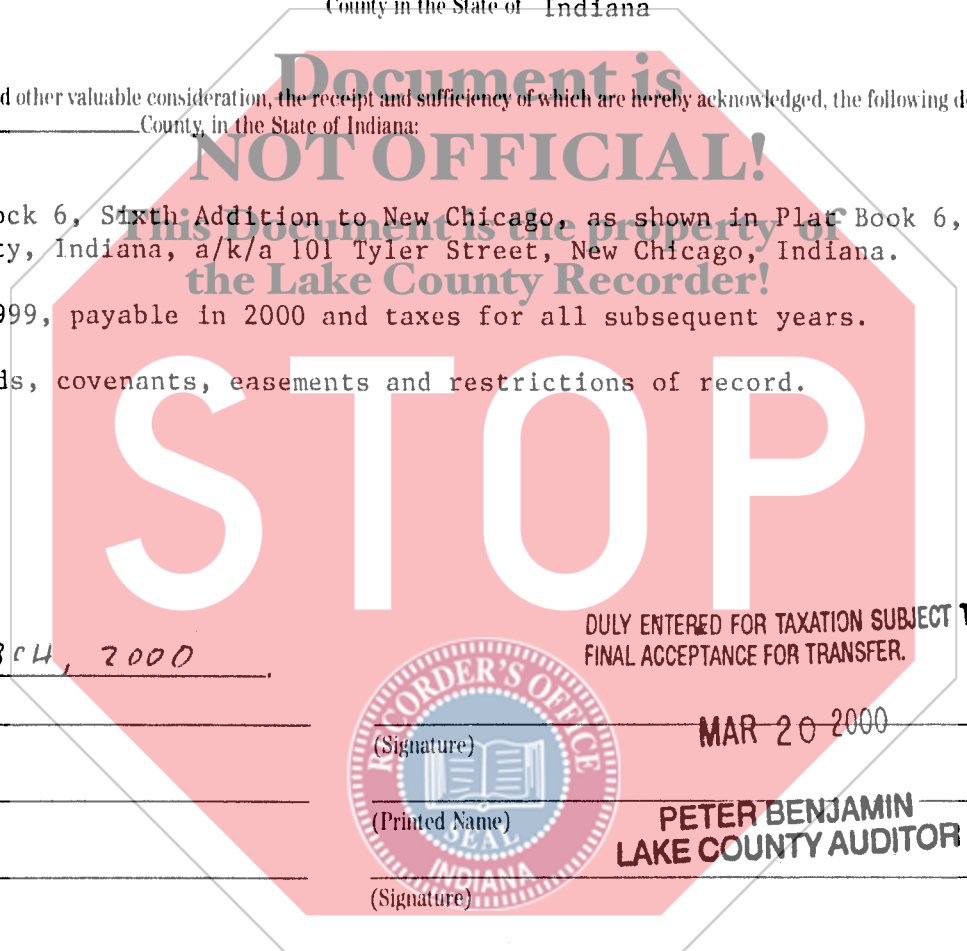 County in the State of Indiana
Document is
d other valuable consideration, the receipt and sufficiency of which are hereby acknowledged, the following d
County, in the State of Indiana:
NOT OFFICIAL!
ock 6, Sixth Addition to New Chicago, as shown in Plat Book 6,
This Document is the property of
ty, Indiana, a/k/a 101 Tyler Street, New Chicago, Indiana.
the Lake County Recorder!
999, payable in 2000 and taxes for all subsequent years.
ds, covenants, easements and restrictions of record.
STOP
DULY ENTERED FOR TAXATION SUBJECT T
FINAL ACCEPTANCE FOR TRANSFER.
RCH, 2000
RECORDER'S OFFICE
MAR 20 2000
(Signature)
(Printed Name)
PETER BENJAMIN
LAKE COUNTY AUDITOR
SEAL
INDIANA
(Signature)